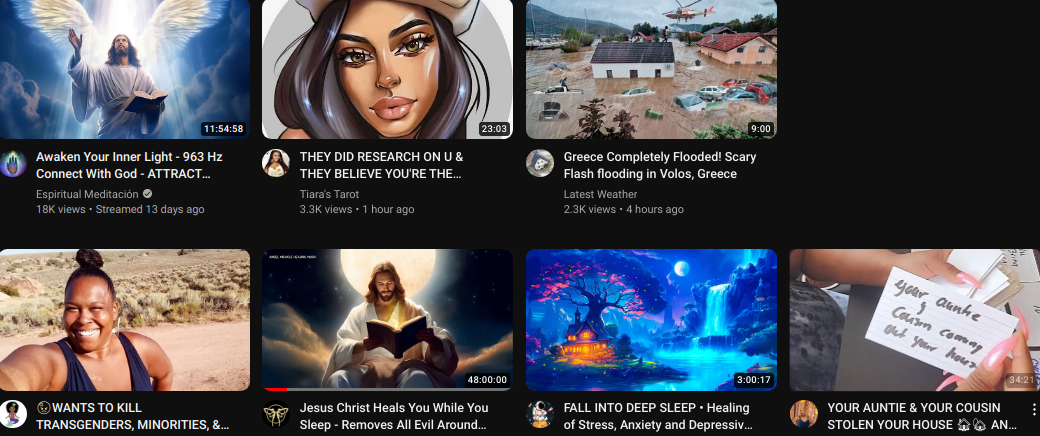 11:54:58
23:03
9:00
Awaken Your Inner Light - 963 Hz
Connect With God - ATTRACT…
Espiritual Meditación
18K views • Streamed 13 days ago
THEY DID RESEARCH ON U &
THEY BELIEVE YOU'RE THE…
Tiara's Tarot
3.3K views • 1 hour ago
Greece Completely Flooded! Scary
Flash flooding in Volos, Greece
Latest Weather
2.3K views • 4 hours ago
your auntie
&
Cousin coming
out your house
48:00:00
3:00:17
34:21
WANTS TO KILL
TRANSGENDERS, MINORITIES, &…
Jesus Christ Heals You While You
Sleep - Removes All Evil Around…
FALL INTO DEEP SLEEP • Healing
of Stress, Anxiety and Depressiv…
YOUR AUNTIE & YOUR COUSIN
STOLEN YOUR HOUSE 🏠🏠 AN…